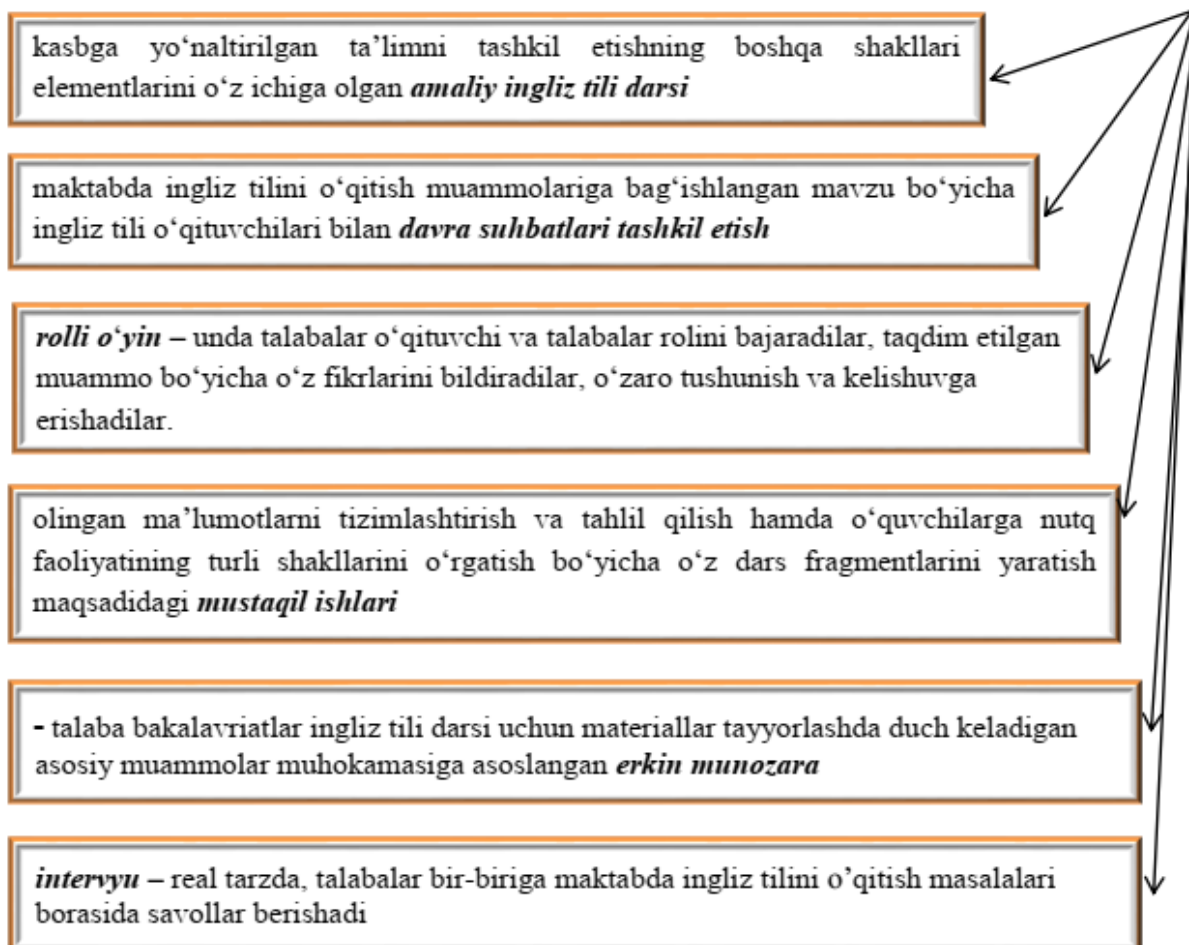 kasbga yo‘naltirilgan ta’limni tashkil etishning boshqa shakllari
elementlarini o‘z ichiga olgan amaliy ingliz tili darsi
maktabda ingliz tilini o‘qitish muammolariga bag‘ishlangan mavzu bo‘yicha
ingliz tili o‘qituvchilari bilan davra suhbatlari tashkil etish
rolli o‘yin – unda talabalar o‘qituvchi va talabalar rolini bajaradilar, taqdim etilgan
muammo bo‘yicha o‘z fikrlarini bildiradilar, o‘zaro tushunish va kelishuvga
erishadilar.
olingan ma’lumotlarni tizimlashtirish va tahlil qilish hamda o‘quvchilarga nutq
faoliyatining turli shakllarini o‘rgatish bo‘yicha o‘z dars fragmentlarini yaratish
maqsadidagi mustaqil ishlari
- talaba bakalavriatlar ingliz tili darsi uchun materiallar tayyorlashda duch keladigan
asosiy muammolar muhokamasiga asoslangan erkin munozara
intervyu – real tarzda, talabalar bir-biriga maktabda ingliz tilini o’qitish masalalari
borasida savollar berishadi